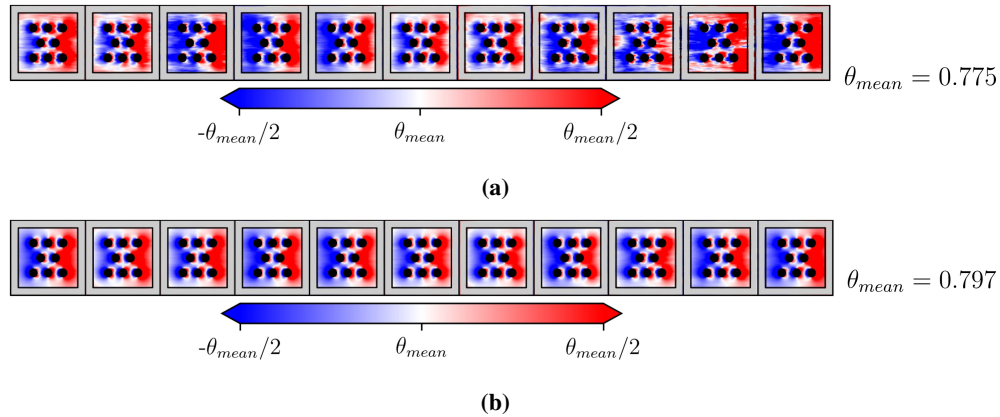 θ_mean = 0.775
-θ_mean/2 θ_mean θ_mean/2
(a)
θ_mean = 0.797
-θ_mean/2 θ_mean θ_mean/2
(b)